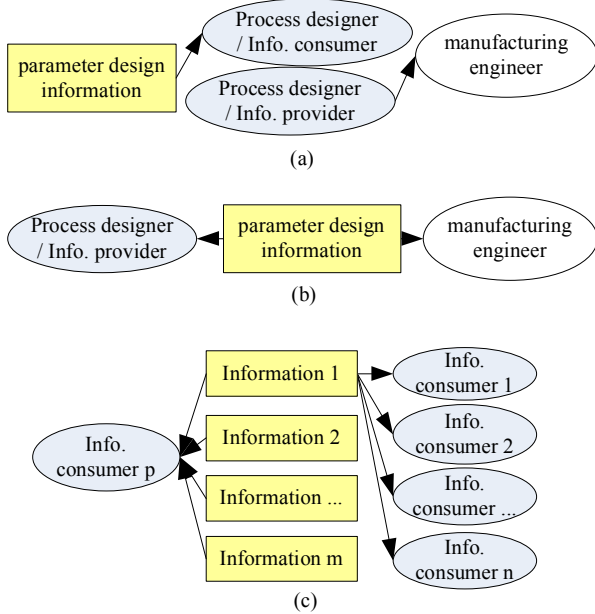 Process designer
/ Info. consumer
parameter design
information
manufacturing
engineer
Process designer
/ Info. provider
(a)
Process designer
/ Info. provider
parameter design
information
manufacturing
engineer
(b)
Info.
consumer p
Information 1
Information 2
Information ...
Information m
Info.
consumer 1
Info.
consumer 2
Info.
consumer ...
Info.
consumer n
(c)